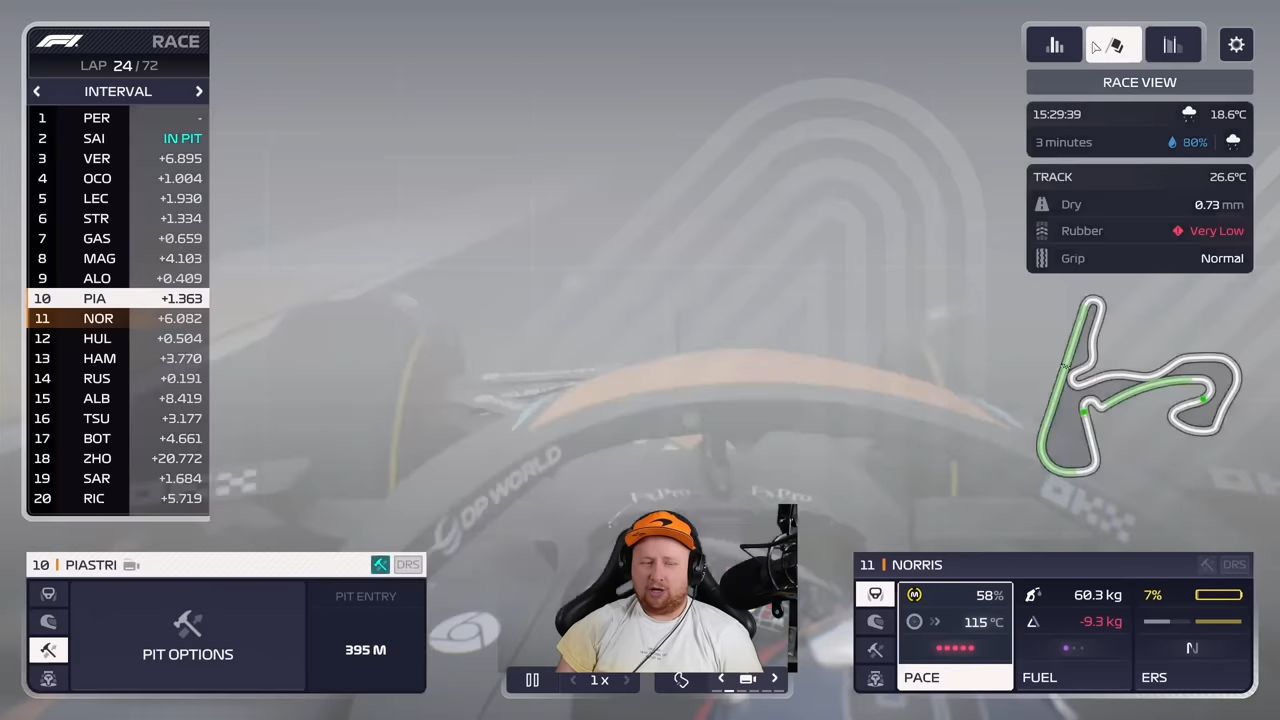 F1 RACE
LAP 24/72
INTERVAL
1 PER -
2 SAI IN PIT
3 VER +6.895
4 OCO +1.004
5 LEC +1.930
6 STR +1.334
7 GAS +0.659
8 MAG +4.103
9 ALO +0.409
10 PIA +1.363
11 NOR +6.082
12 HUL +0.504
13 HAM +3.770
14 RUS +0.191
15 ALB +8.419
16 TSU +3.177
17 BOT +4.661
18 ZHO +20.772
19 SAR +1.684
20 RIC +5.719
RACE VIEW
15:29:39 18.6°C
3 minutes 80%
TRACK 26.6°C
Dry 0.73 mm
Rubber Very Low
Grip Normal
DP WORLD
FxPro FxPro
10 PIASTRI DRS
PIT OPTIONS
PIT ENTRY
395 M
1x
11 NORRIS DRS
M 58%
115 °C
PACE
60.3 kg
-9.3 kg
FUEL
7%
N
ERS